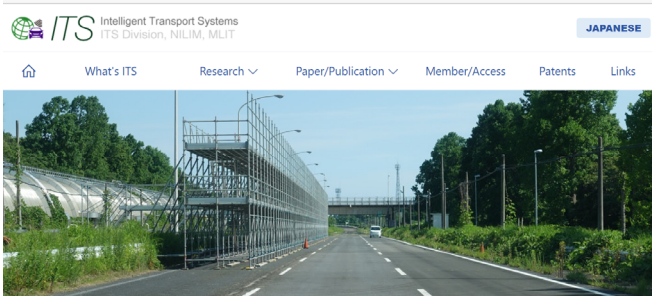 ITS Intelligent Transport Systems
ITS Division, NILIM, MLIT
JAPANESE
What's ITS
Research
Paper/Publication
Member/Access
Patents
Links